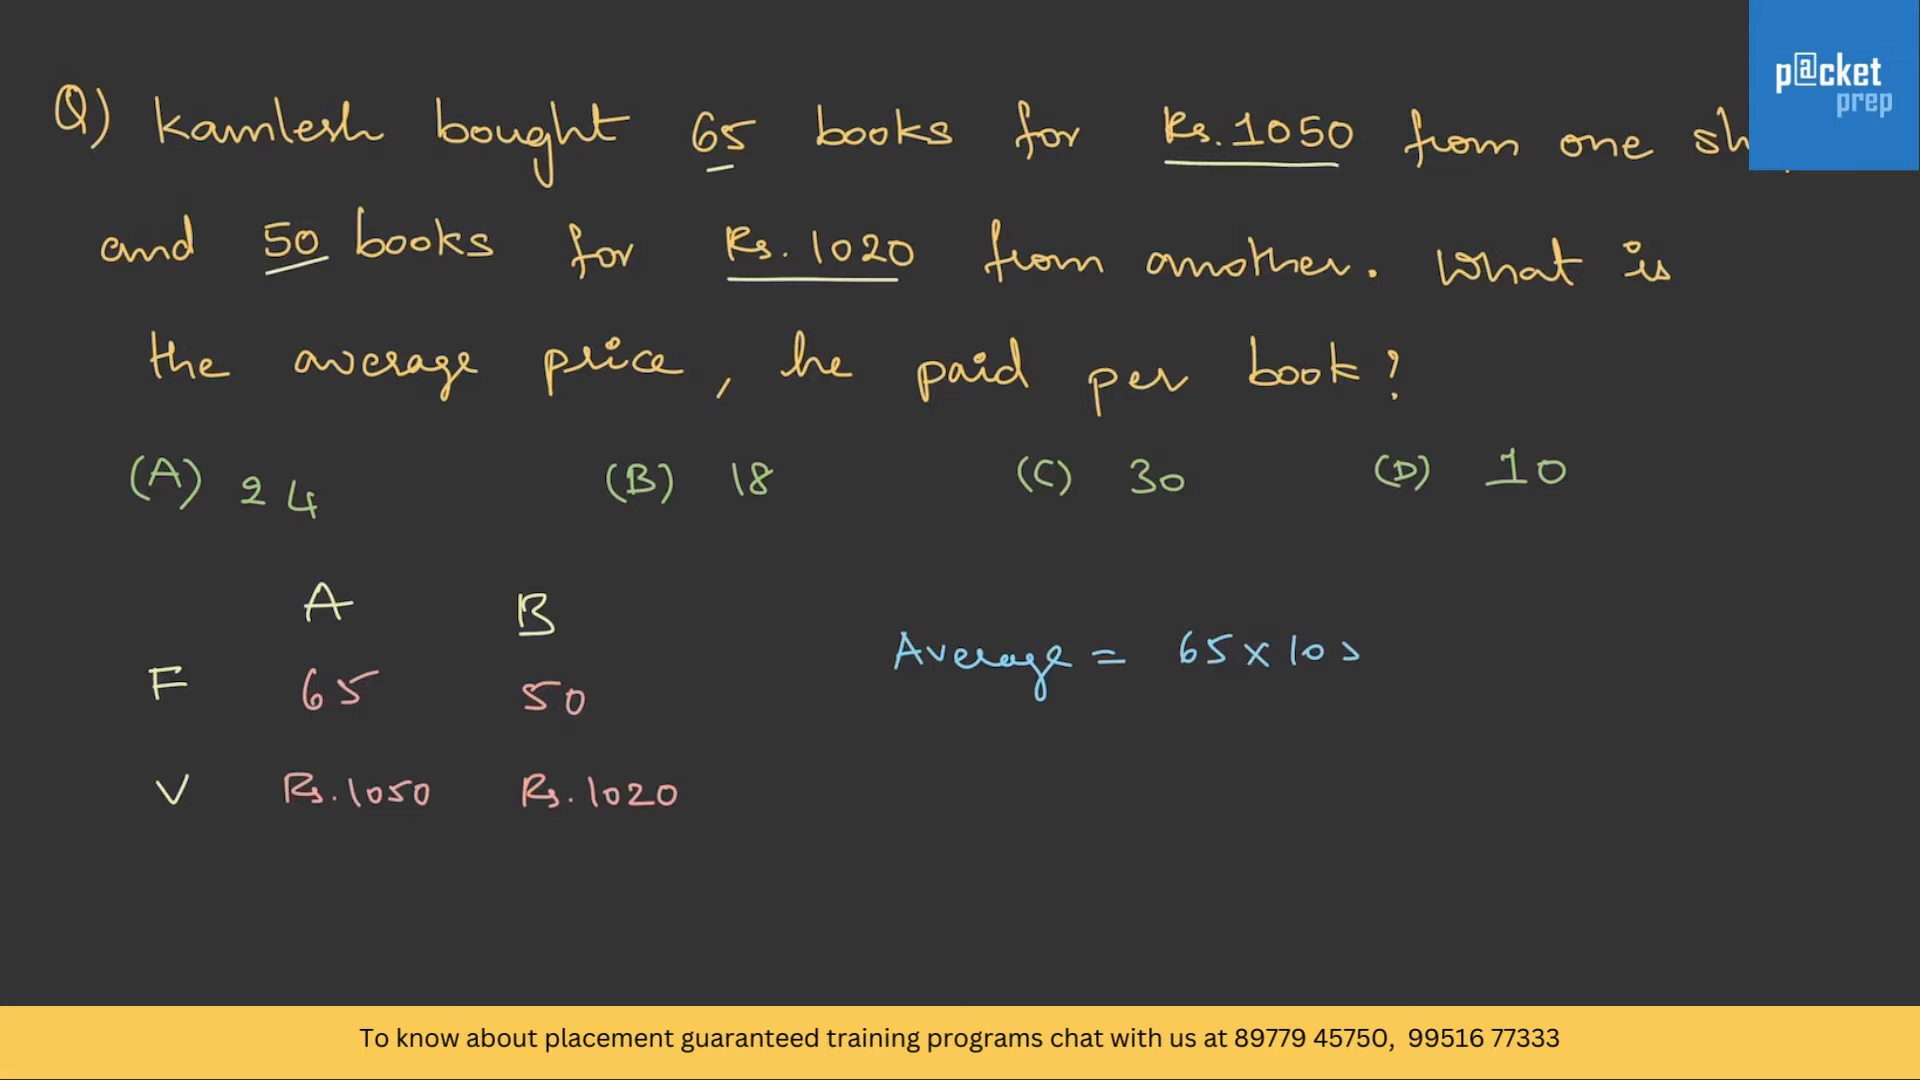 p@cket
prep
Q) Kamlesh bought 65 books for Rs. 1050 from one
and 50 books for Rs. 1020 from another. What is
the average price, he paid per book?
(A) 24 (B) 18 (C) 30 (D) 10
A B
F 65 50
Average = 65 x 10
V Rs. 1050 Rs. 1020
To know about placement guaranteed training programs chat with us at 89779 45750, 99516 77333